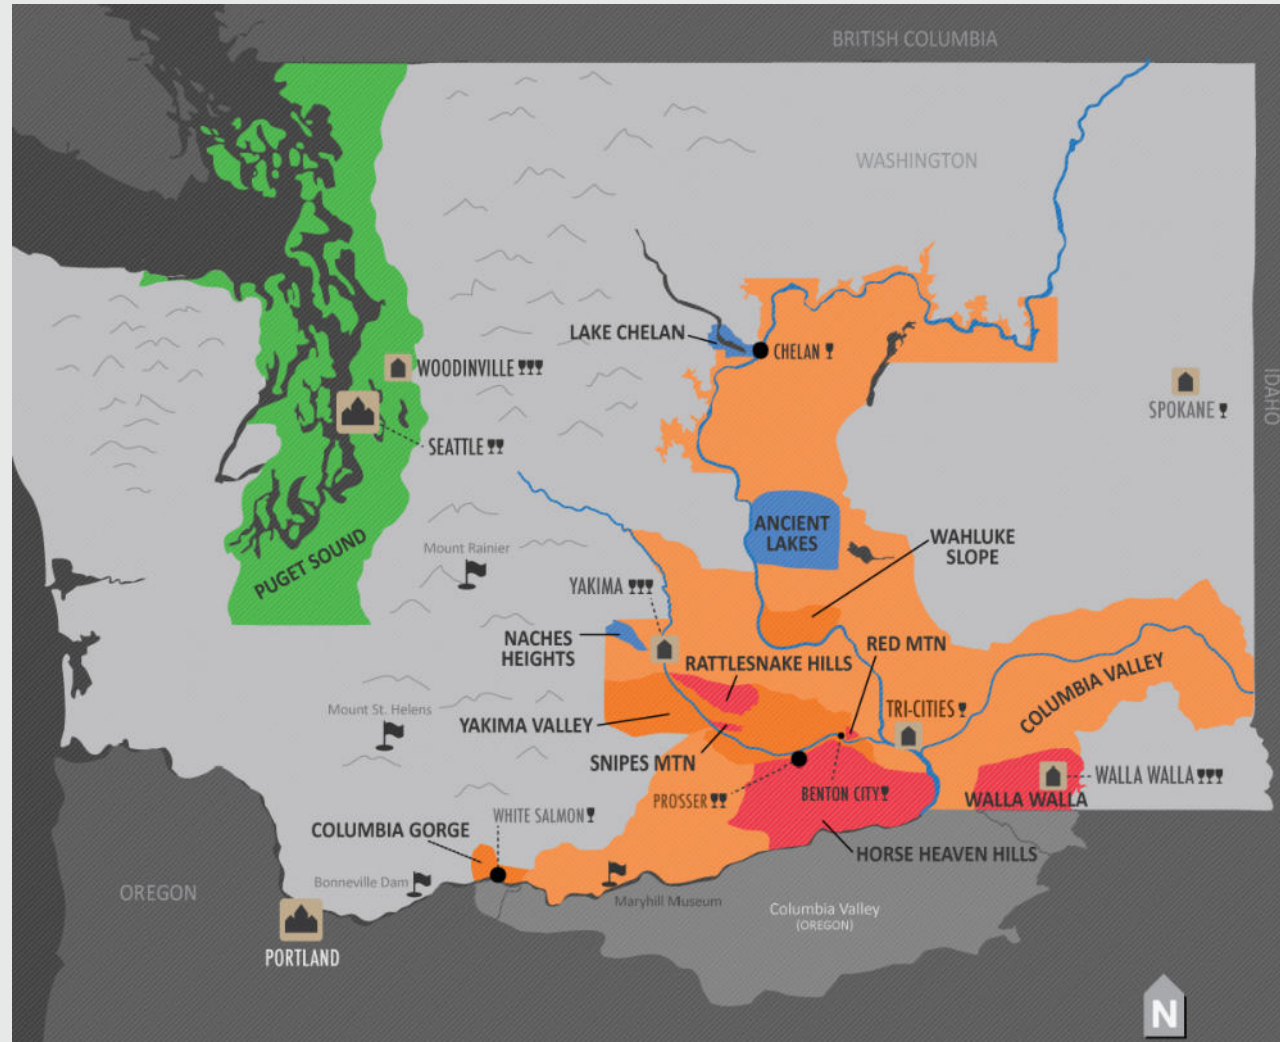 BRITISH COLUMBIA
WASHINGTON
IDAHO
LAKE CHELAN
CHELAN
WOODINVILLE
SPOKANE
SEATTLE
ANCIENT
LAKES
WAHLUKE
SLOPE
PUGET SOUND
Mount Rainier
YAKIMA
NACHES
HEIGHTS
RED MTN
RATTLESNAKE HILLS
COLUMBIA VALLEY
Mount St. Helens
YAKIMA VALLEY
TRI-CITIES
SNIPES MTN
WALLA WALLA
PROSSER
BENTON CITY
WALLA WALLA
WHITE SALMON
COLUMBIA GORGE
HORSE HEAVEN HILLS
Bonneville Dam
OREGON
Maryhill Museum
Columbia Valley
(OREGON)
PORTLAND
N